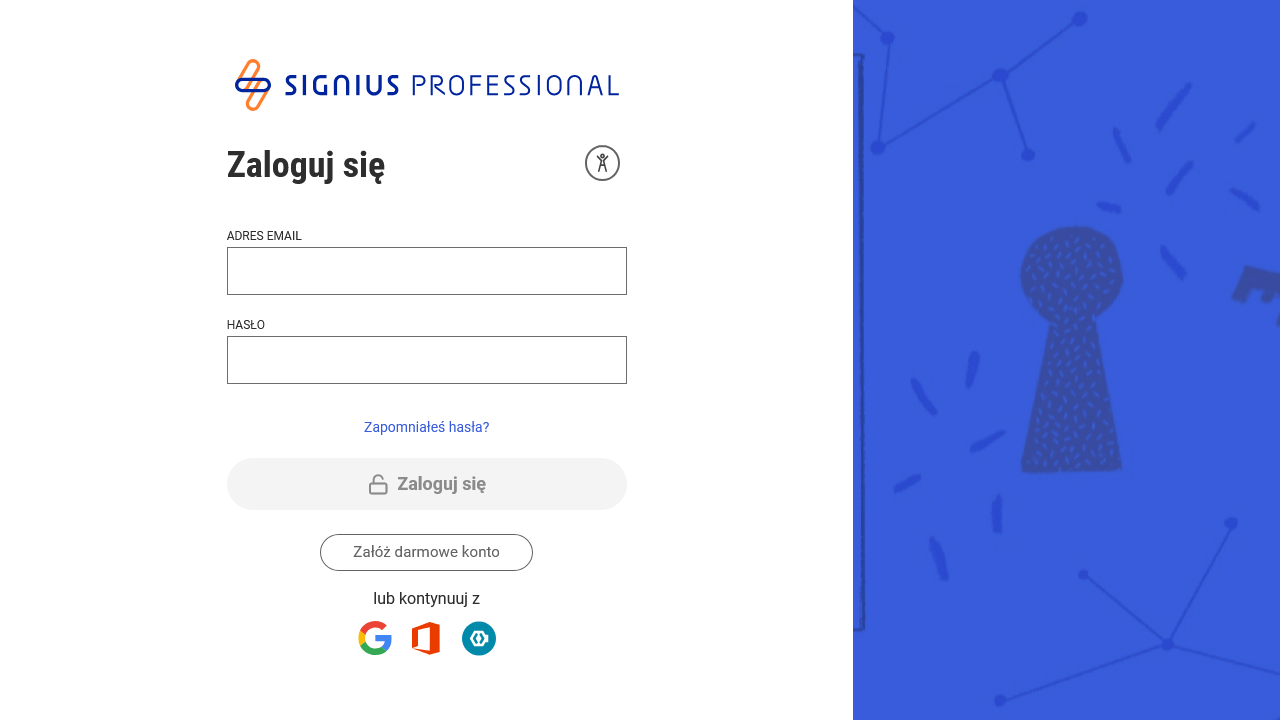 SIGNIUS PROFESSIONAL
Zaloguj się
ADRES EMAIL
HASŁO
Zapomniałeś hasła?
Zaloguj się
Załóż darmowe konto
lub kontynuuj z